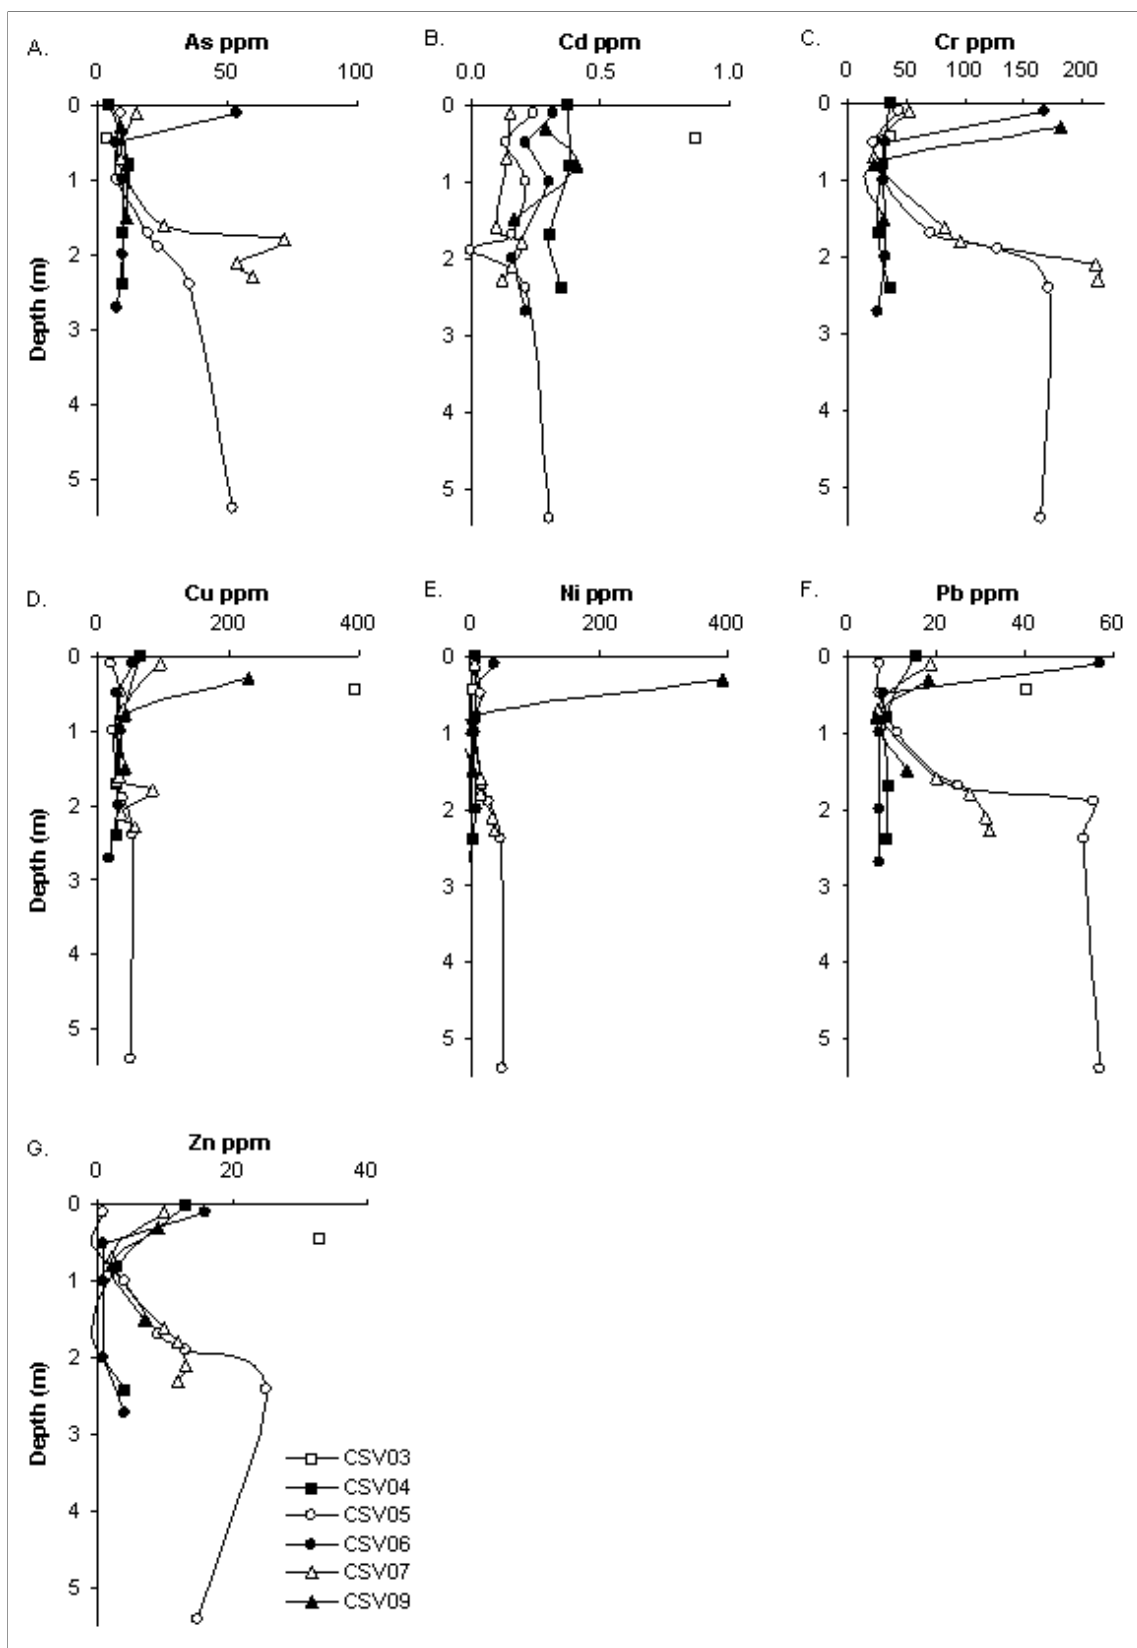 A. As ppm B. Cd ppm C. Cr ppm
0 50 100 0.0 0.5 1.0 0 50 100 150 200
0 0 0
1 1 1
2 2 2
3 3 3
4 4 4
5 5 5
Depth (m)
D. Cu ppm E. Ni ppm F. Pb ppm
0 200 400 0 200 400 0 20 40 60
0 0 0
1 1 1
2 2 2
3 3 3
4 4 4
5 5 5
Depth (m)
G. Zn ppm
0 20 40
0
1
2
3
4
5
Depth (m)
CSV03
CSV04
CSV05
CSV06
CSV07
CSV09